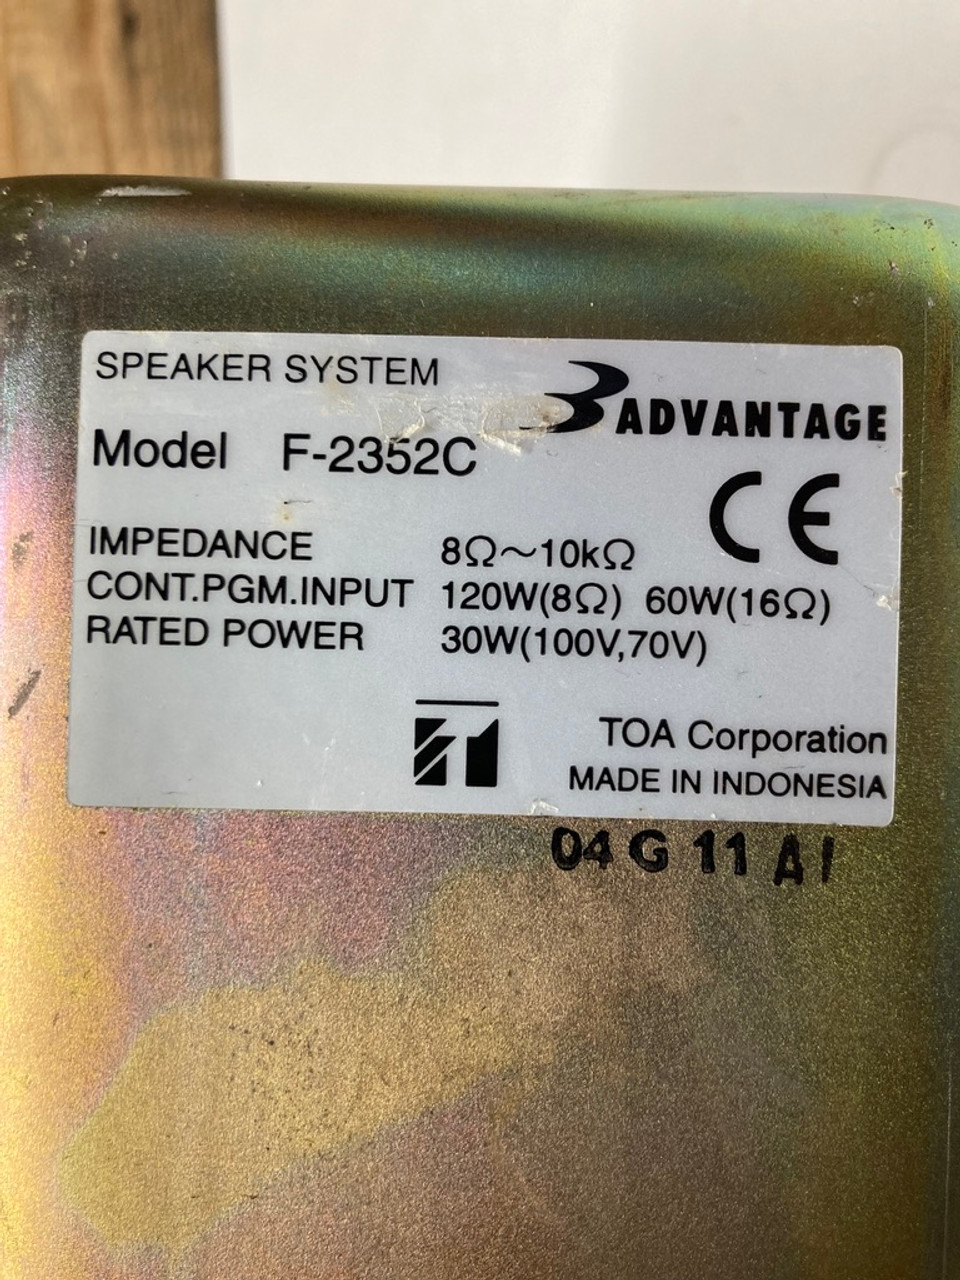 SPEAKER SYSTEM
ADVANTAGE
Model F-2352C
CE
IMPEDANCE 8Ω~10kΩ
CONT.PGM.INPUT 120W(8Ω) 60W(16Ω)
RATED POWER 30W(100V,70V)
TOA Corporation
MADE IN INDONESIA
04 G 11 A I